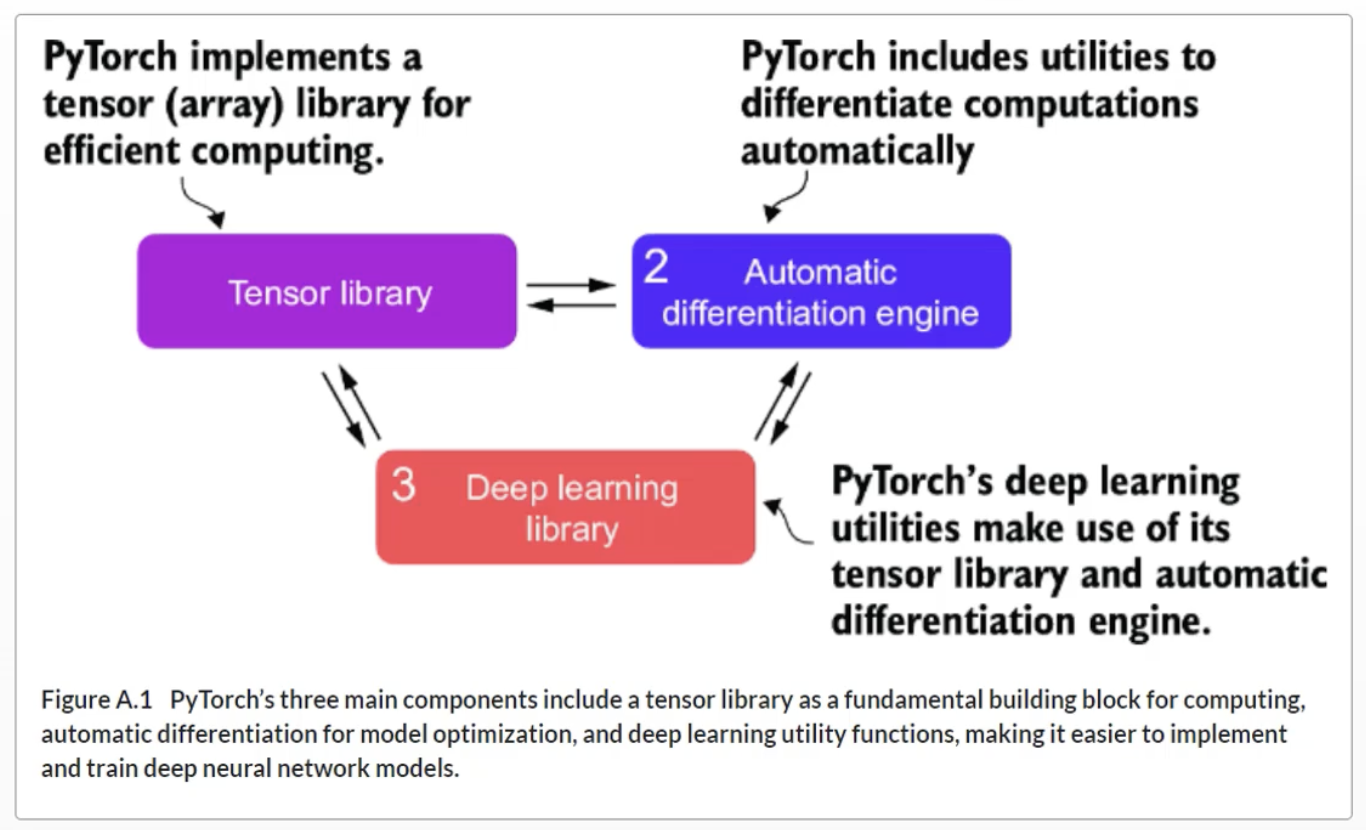 PyTorch implements a
tensor (array) library for
efficient computing.
PyTorch includes utilities to
differentiate computations
automatically
Tensor library
2 Automatic
differentiation engine
3 Deep learning
library
PyTorch’s deep learning
utilities make use of its
tensor library and automatic
differentiation engine.
Figure A.1 PyTorch’s three main components include a tensor library as a fundamental building block for computing,
automatic differentiation for model optimization, and deep learning utility functions, making it easier to implement
and train deep neural network models.